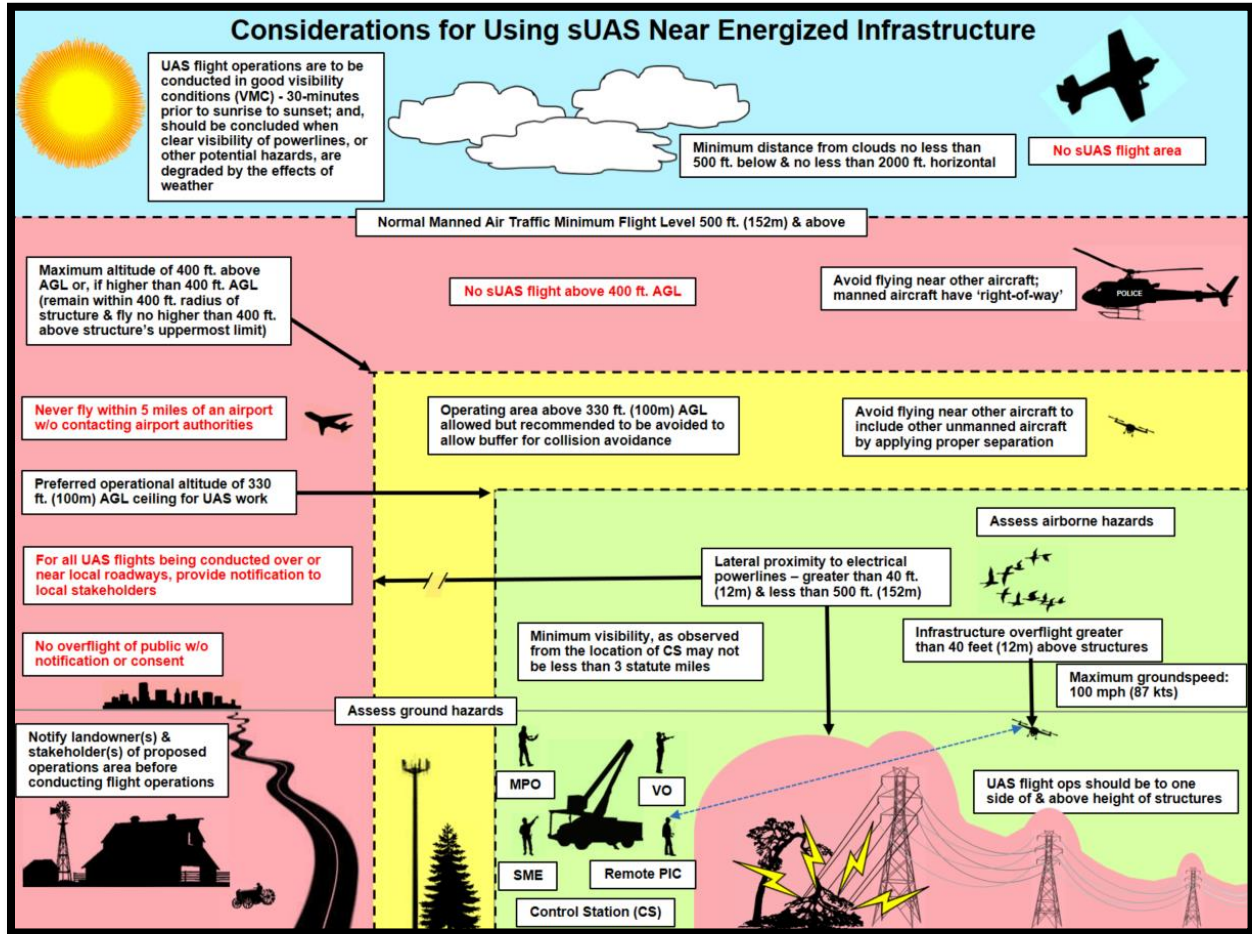 Considerations for Using sUAS Near Energized Infrastructure
UAS flight operations are to be
conducted in good visibility
conditions (VMC) - 30-minutes
prior to sunrise to sunset; and,
should be concluded when
clear visibility of powerlines, or
other potential hazards, are
degraded by the effects of
weather
Minimum distance from clouds no less than
500 ft. below & no less than 2000 ft. horizontal
No sUAS flight area
Normal Manned Air Traffic Minimum Flight Level 500 ft. (152m) & above
Maximum altitude of 400 ft. above
AGL or, if higher than 400 ft. AGL
(remain within 400 ft. radius of
structure & fly no higher than 400 ft.
above structure's uppermost limit)
No sUAS flight above 400 ft. AGL
Avoid flying near other aircraft;
manned aircraft have 'right-of-way'
POLICE
Never fly within 5 miles of an airport
w/o contacting airport authorities
Operating area above 330 ft. (100m) AGL
allowed but recommended to be avoided to
allow buffer for collision avoidance
Avoid flying near other aircraft to
include other unmanned aircraft
by applying proper separation
Preferred operational altitude of 330
ft. (100m) AGL ceiling for UAS work
Assess airborne hazards
For all UAS flights being conducted over or
near local roadways, provide notification to
local stakeholders
Lateral proximity to electrical
powerlines – greater than 40 ft.
(12m) & less than 500 ft. (152m)
Minimum visibility, as observed
from the location of CS may not
be less than 3 statute miles
Infrastructure overflight greater
than 40 feet (12m) above structures
No overflight of public w/o
notification or consent
Maximum groundspeed:
100 mph (87 kts)
Assess ground hazards
Notify landowner(s) &
stakeholder(s) of proposed
operations area before
conducting flight operations
MPO
VO
UAS flight ops should be to one
side of & above height of structures
SME
Remote PIC
Control Station (CS)